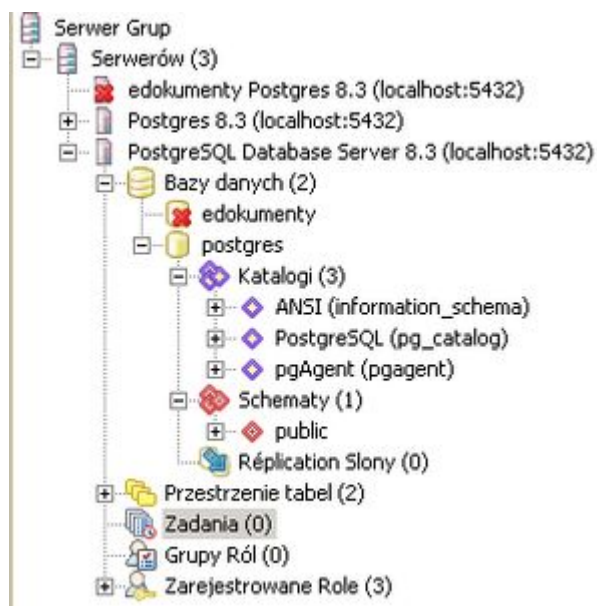 Serwer Grup
Serwerów (3)
edokumenty Postgres 8.3 (localhost:5432)
Postgres 8.3 (localhost:5432)
PostgreSQL Database Server 8.3 (localhost:5432)
Bazy danych (2)
edokumenty
postgres
Katalogi (3)
ANSI (information_schema)
PostgreSQL (pg_catalog)
pgAgent (pgagent)
Schematy (1)
public
Réplication Slony (0)
Przestrzenie tabel (2)
Zadania (0)
Grupy Ról (0)
Zarejestrowane Role (3)